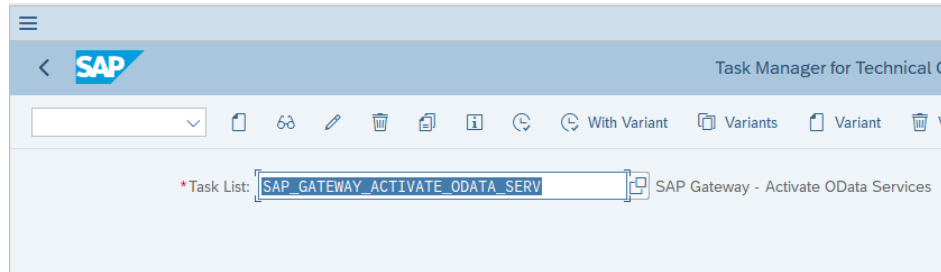 SAP
Task Manager for Technical
With Variant Variants Variant
*Task List: SAP_GATEWAY_ACTIVATE_ODATA_SERV SAP Gateway - Activate OData Services